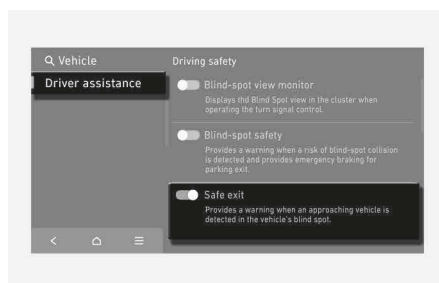 Vehicle
Driving safety
Driver assistance
Blind-spot view monitor
Displays thd Blind Spot view in the cluster when
operating the turn signal control.
Blind-spot safety
Provides a warning when a risk of blind-spot collision
is detected and provides emergency braking for
parking exit.
Safe exit
Provides a warning when an approaching vehicle is
detected in the vehicle's blind spot.